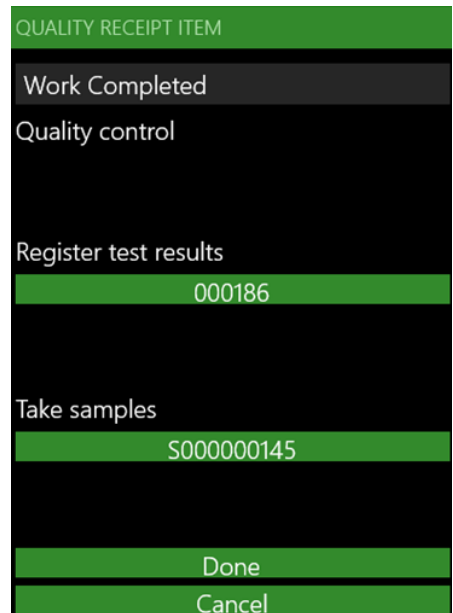 QUALITY RECEIPT ITEM
Work Completed
Quality control
Register test results
000186
Take samples
S000000145
Done
Cancel